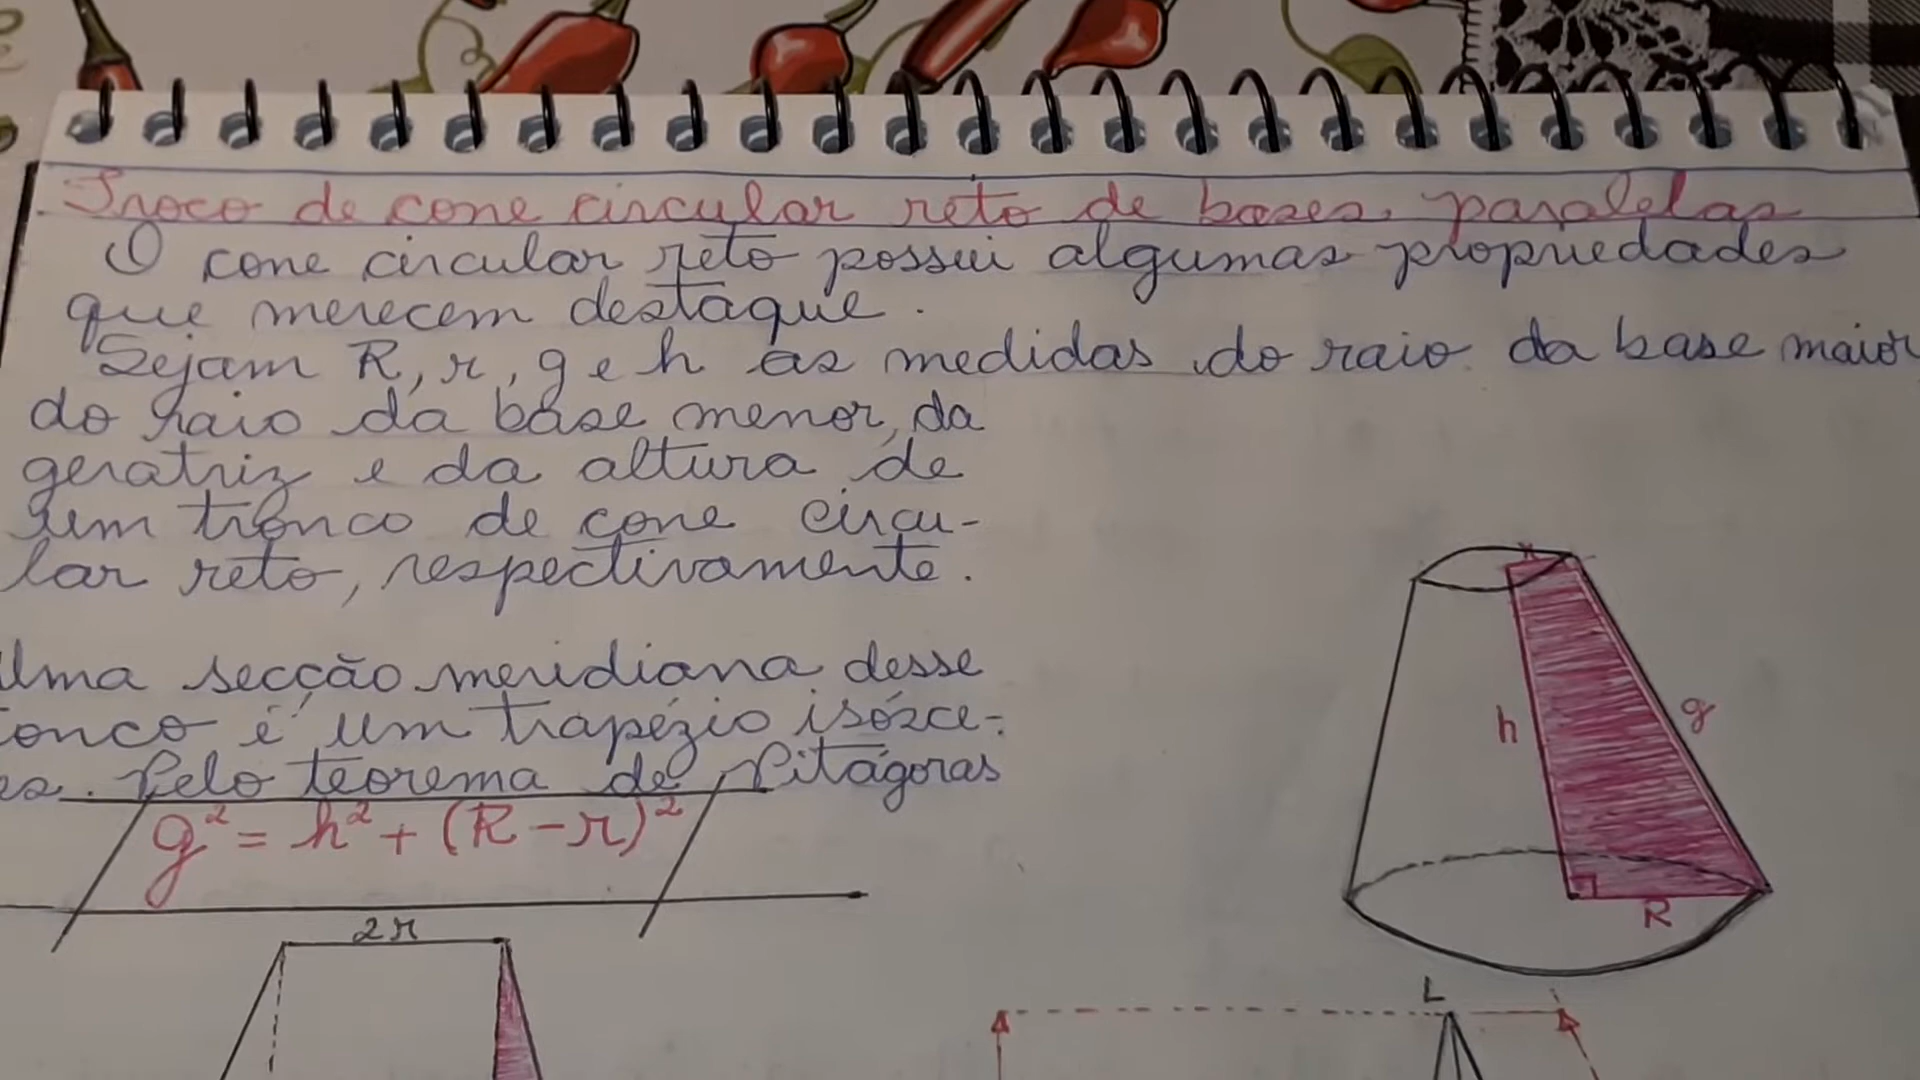 Troco de cone circular reto de bases paralelas
O cone circular reto possui algumas propriedades
que merecem destaque.
Sejam R, r, g e h as medidas do raio da base maior
do raio da base menor, da
geratriz e da altura de
um tronco de cone circu-
lar reto, respectivamente.
Uma secção meridiana desse
onco é um trapézio isósce-
es. Pelo teorema de Pitágoras
g² = h² + (R - r)²
2r
r
h
g
R
L